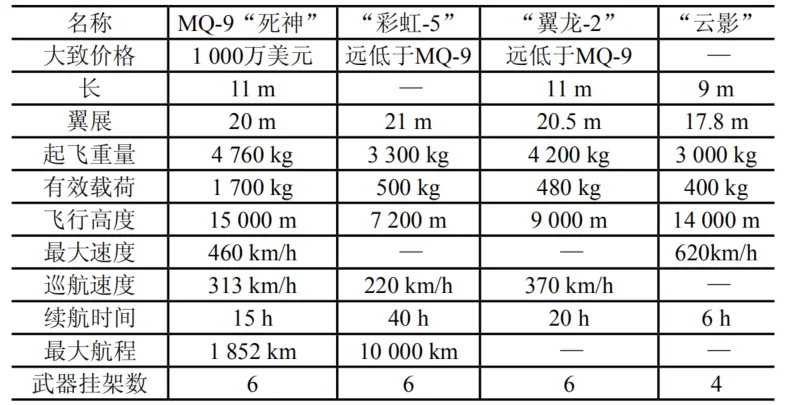 名称 MQ-9“死神” “彩虹-5” “翼龙-2” “云影”
大致价格 1 000万美元 远低于MQ-9 远低于MQ-9 —
长 11 m — 11 m 9 m
翼展 20 m 21 m 20.5 m 17.8 m
起飞重量 4 760 kg 3 300 kg 4 200 kg 3 000 kg
有效载荷 1 700 kg 500 kg 480 kg 400 kg
飞行高度 15 000 m 7 200 m 9 000 m 14 000 m
最大速度 460 km/h — — 620km/h
巡航速度 313 km/h 220 km/h 370 km/h —
续航时间 15 h 40 h 20 h 6 h
最大航程 1 852 km 10 000 km — —
武器挂架数 6 6 6 4